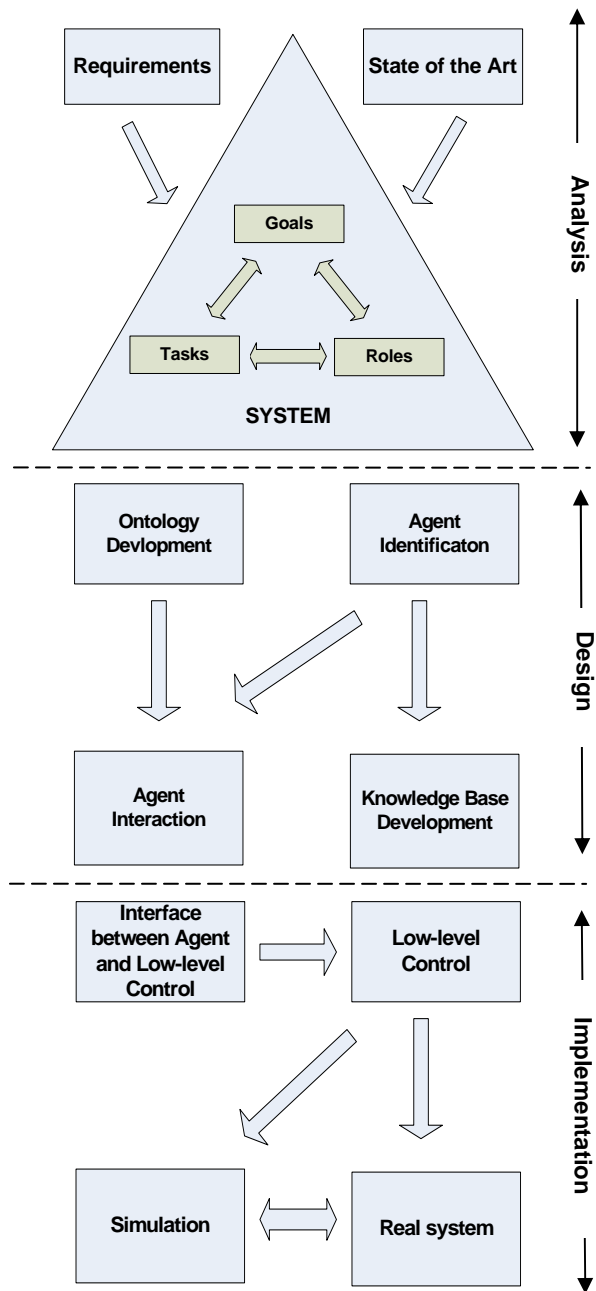 Requirements
State of the Art
Analysis
Goals
Tasks
Roles
SYSTEM
Ontology
Devlopment
Agent
Identificaton
Design
Agent
Interaction
Knowledge Base
Development
Interface
between Agent
and Low-level
Control
Low-level
Control
Implementation
Simulation
Real system